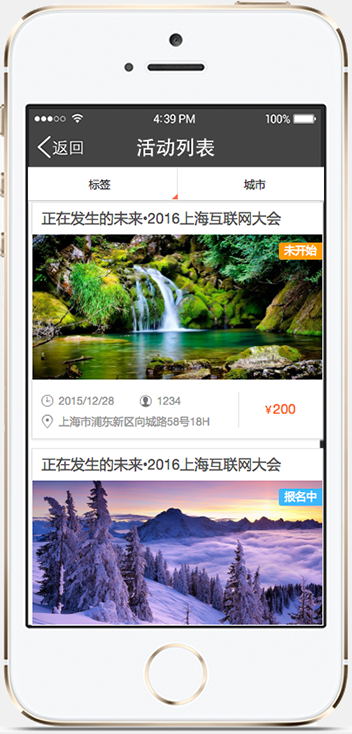 4:39 PM 100%
返回 活动列表
标签 城市
正在发生的未来•2016上海互联网大会
未开始
2015/12/28 1234
¥200
上海市浦东新区向城路58号18H
正在发生的未来•2016上海互联网大会
报名中